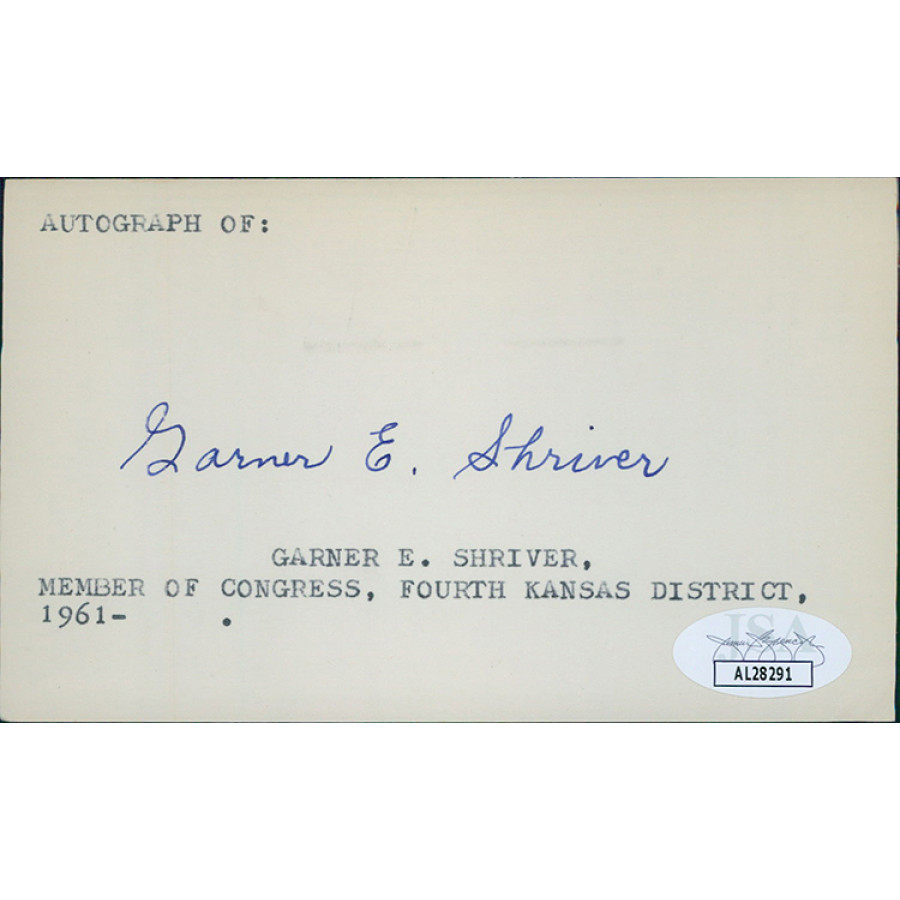 AUTOGRAPH OF:
Garner E. Shriver
GARNER E. SHRIVER,
MEMBER OF CONGRESS, FOURTH KANSAS DISTRICT,
1961-     .
JSA
AL28291